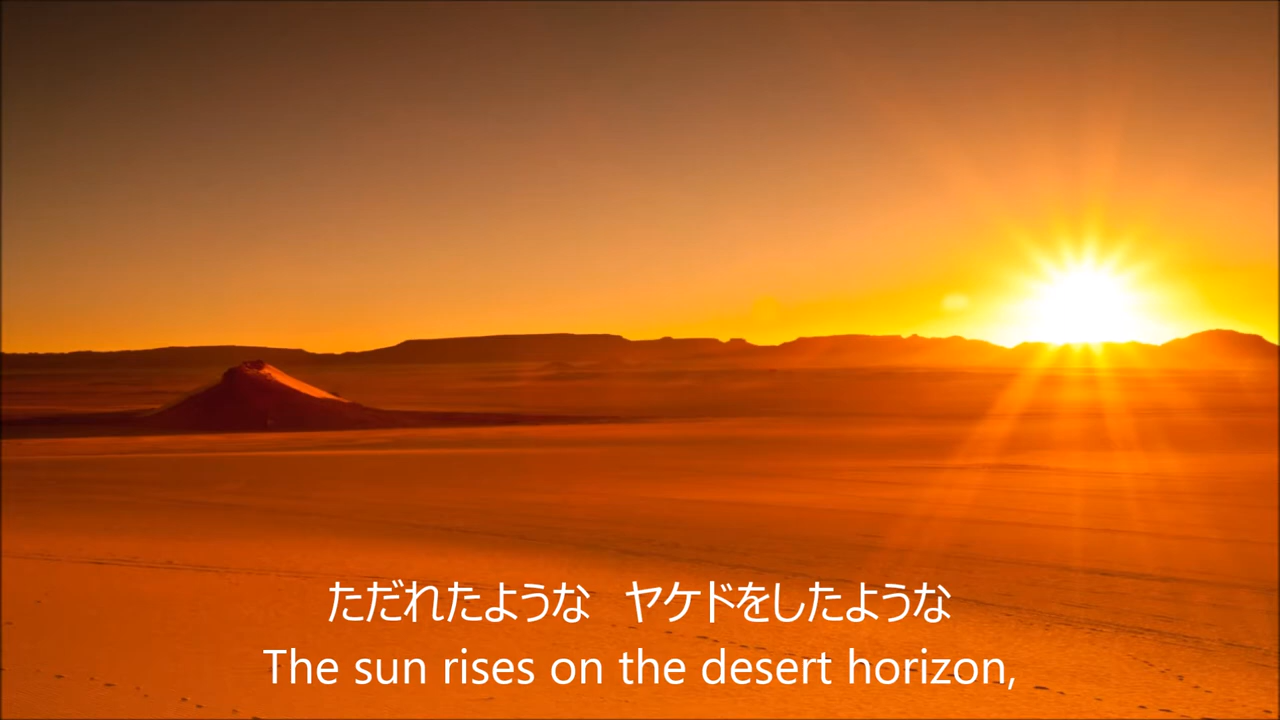 ただれたような　ヤケドをしたような
The sun rises on the desert horizon,